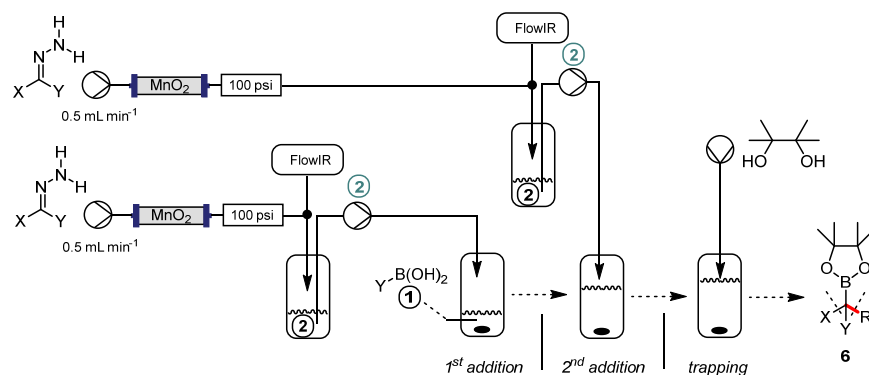 H
N
H
N
X Y
MnO2
100 psi
0.5 mL min-1
FlowIR
2
2
H
N
H
N
X Y
MnO2
100 psi
0.5 mL min-1
FlowIR
2
2
Y B(OH)2
1
HO OH
O O
B
X R
Y
6
1st addition
2nd addition
trapping